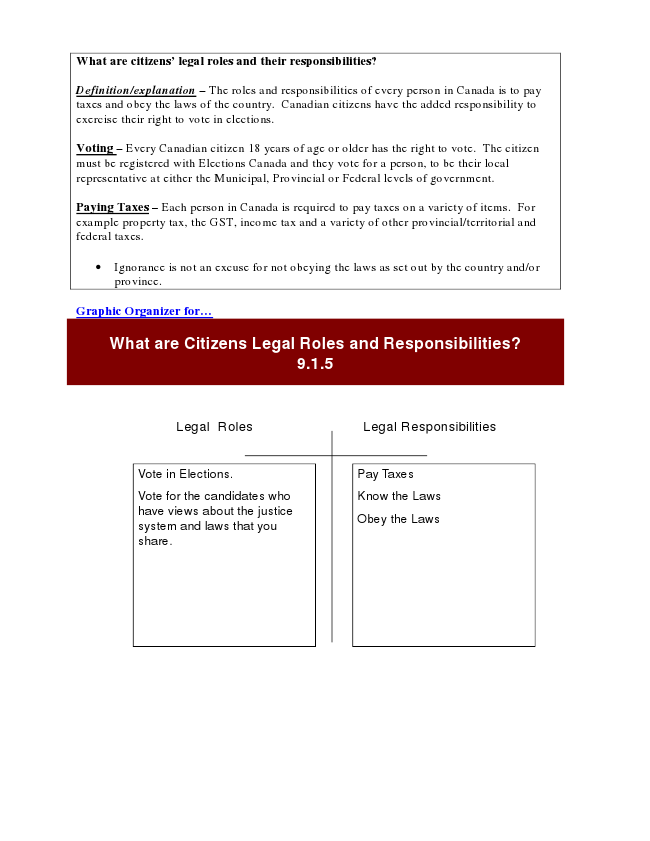 What are citizens' legal roles and their responsibilities?
Definition/explanation – The roles and responsibilities of every person in Canada is to pay
taxes and obey the laws of the country. Canadian citizens have the added responsibility to
exercise their right to vote in elections.
Voting – Every Canadian citizen 18 years of age or older has the right to vote. The citizen
must be registered with Elections Canada and they vote for a person, to be their local
representative at either the Municipal, Provincial or Federal levels of government.
Paying Taxes – Each person in Canada is required to pay taxes on a variety of items. For
example property tax, the GST, income tax and a variety of other provincial/territorial and
federal taxes.
• Ignorance is not an excuse for not obeying the laws as set out by the country and/or
province.
Graphic Organizer for…
What are Citizens Legal Roles and Responsibilities?
9.1.5
Legal Roles
Vote in Elections.
Vote for the candidates who
have views about the justice
system and laws that you
share.
Legal Responsibilities
Pay Taxes
Know the Laws
Obey the Laws